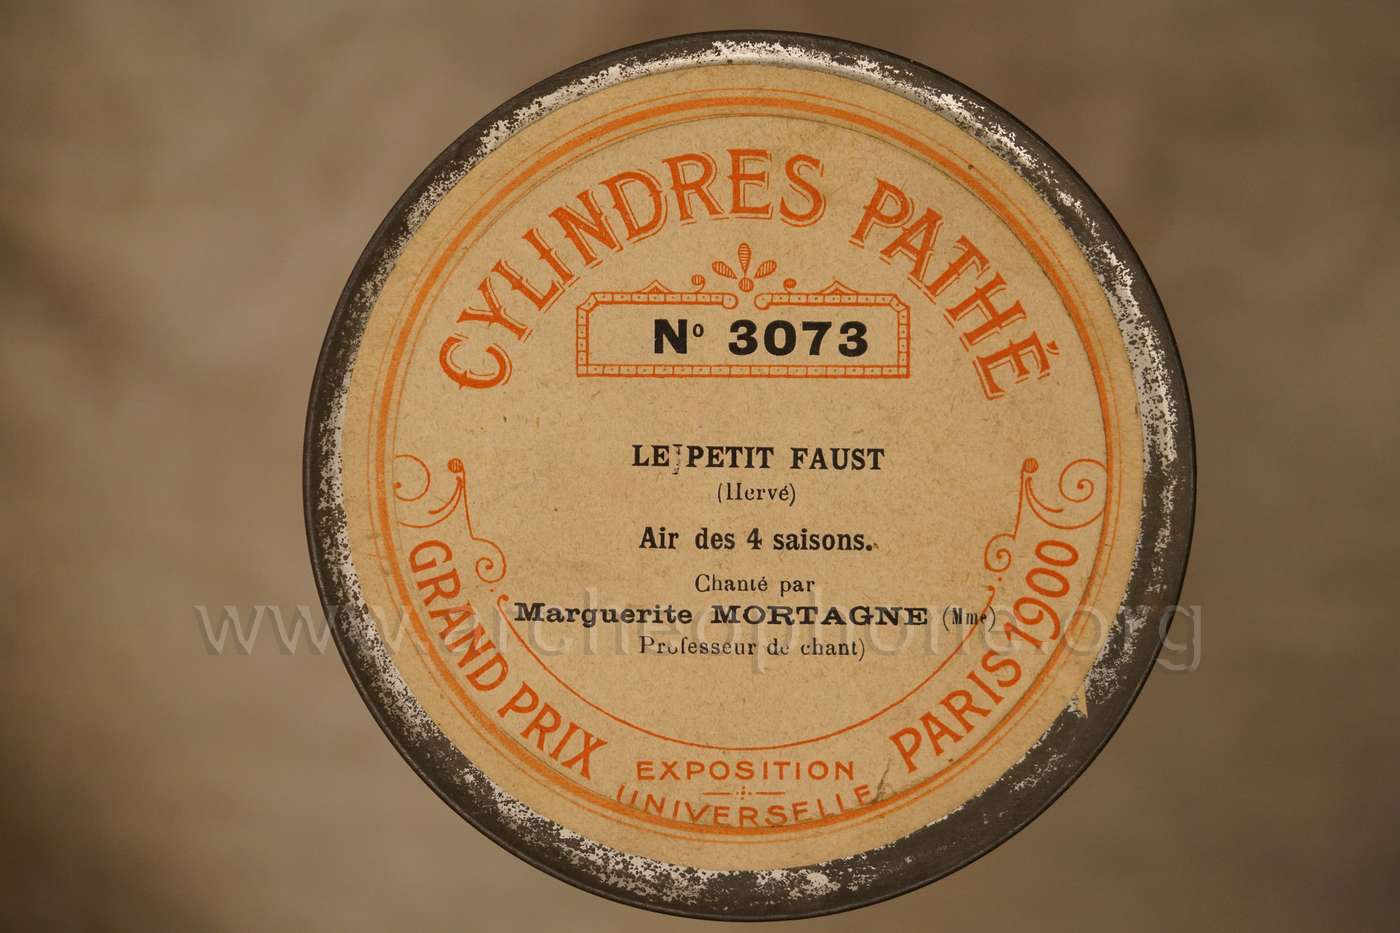 CYLINDRES PATHÉ
Nº 3073
LE PETIT FAUST
(Hervé)
Air des 4 saisons.
Chanté par
Marguerite MORTAGNE (Mme)
Professeur de chant)
GRAND PRIX
EXPOSITION
UNIVERSELLE
PARIS 1900
www.archeophone.org